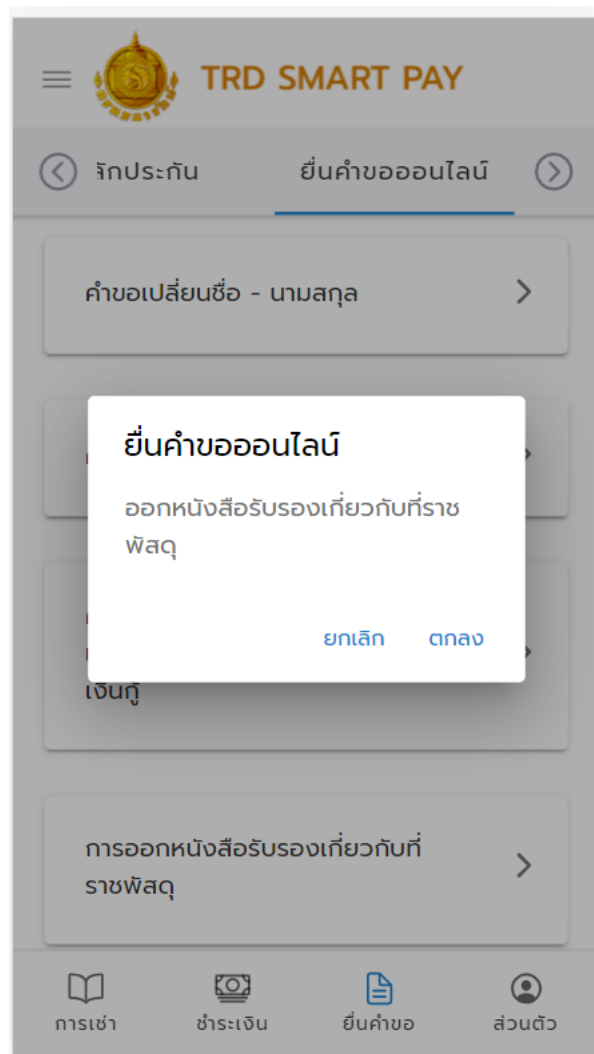 TRD SMART PAY
ยื่นคำขอออนไลน์
คำขอเปลี่ยนชื่อ - นามสกุล
ยื่นคำขอออนไลน์
ออกหนังสือรับรองเกี่ยวกับที่ราช
พัสดุ
ยกเลิก ตกลง
เงินกู้
การออกหนังสือรับรองเกี่ยวกับที่
ราชพัสดุ
การเช่า ชำระเงิน ยื่นคำขอ ส่วนตัว